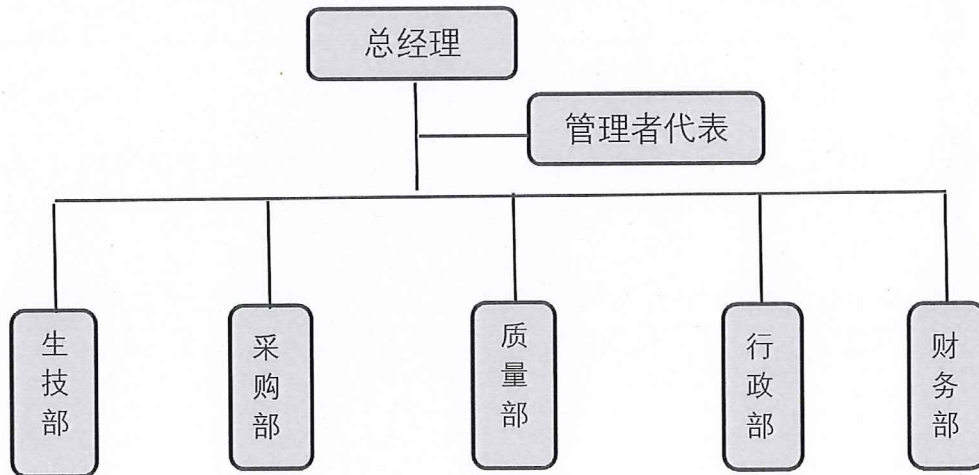 总经理
管理者代表
生技部
采购部
质量部
行政部
财务部